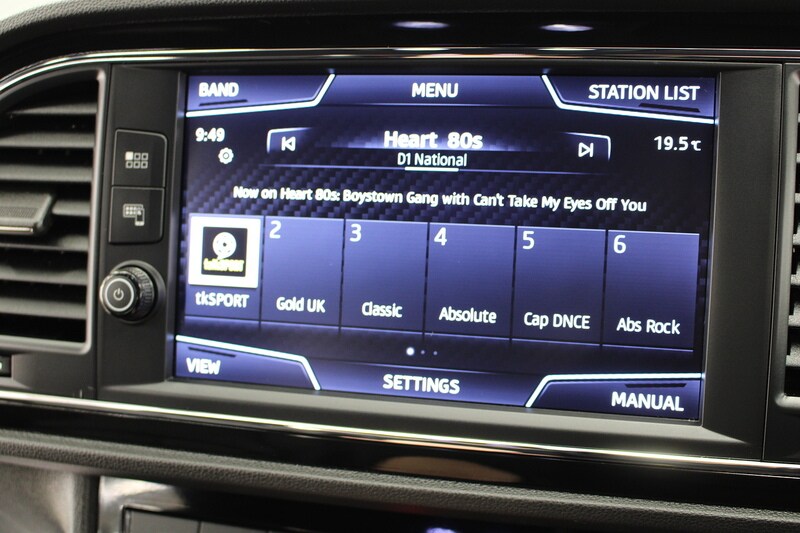 BAND
MENU
STATION LIST
9:49
Heart 80s
19.5°C
D1 National
Now on Heart 80s: Boystown Gang with Can't Take My Eyes Off You
tkSPORT
tkSPORT
2
Gold UK
3
Classic
4
Absolute
5
Cap DNCE
6
Abs Rock
VIEW
SETTINGS
MANUAL